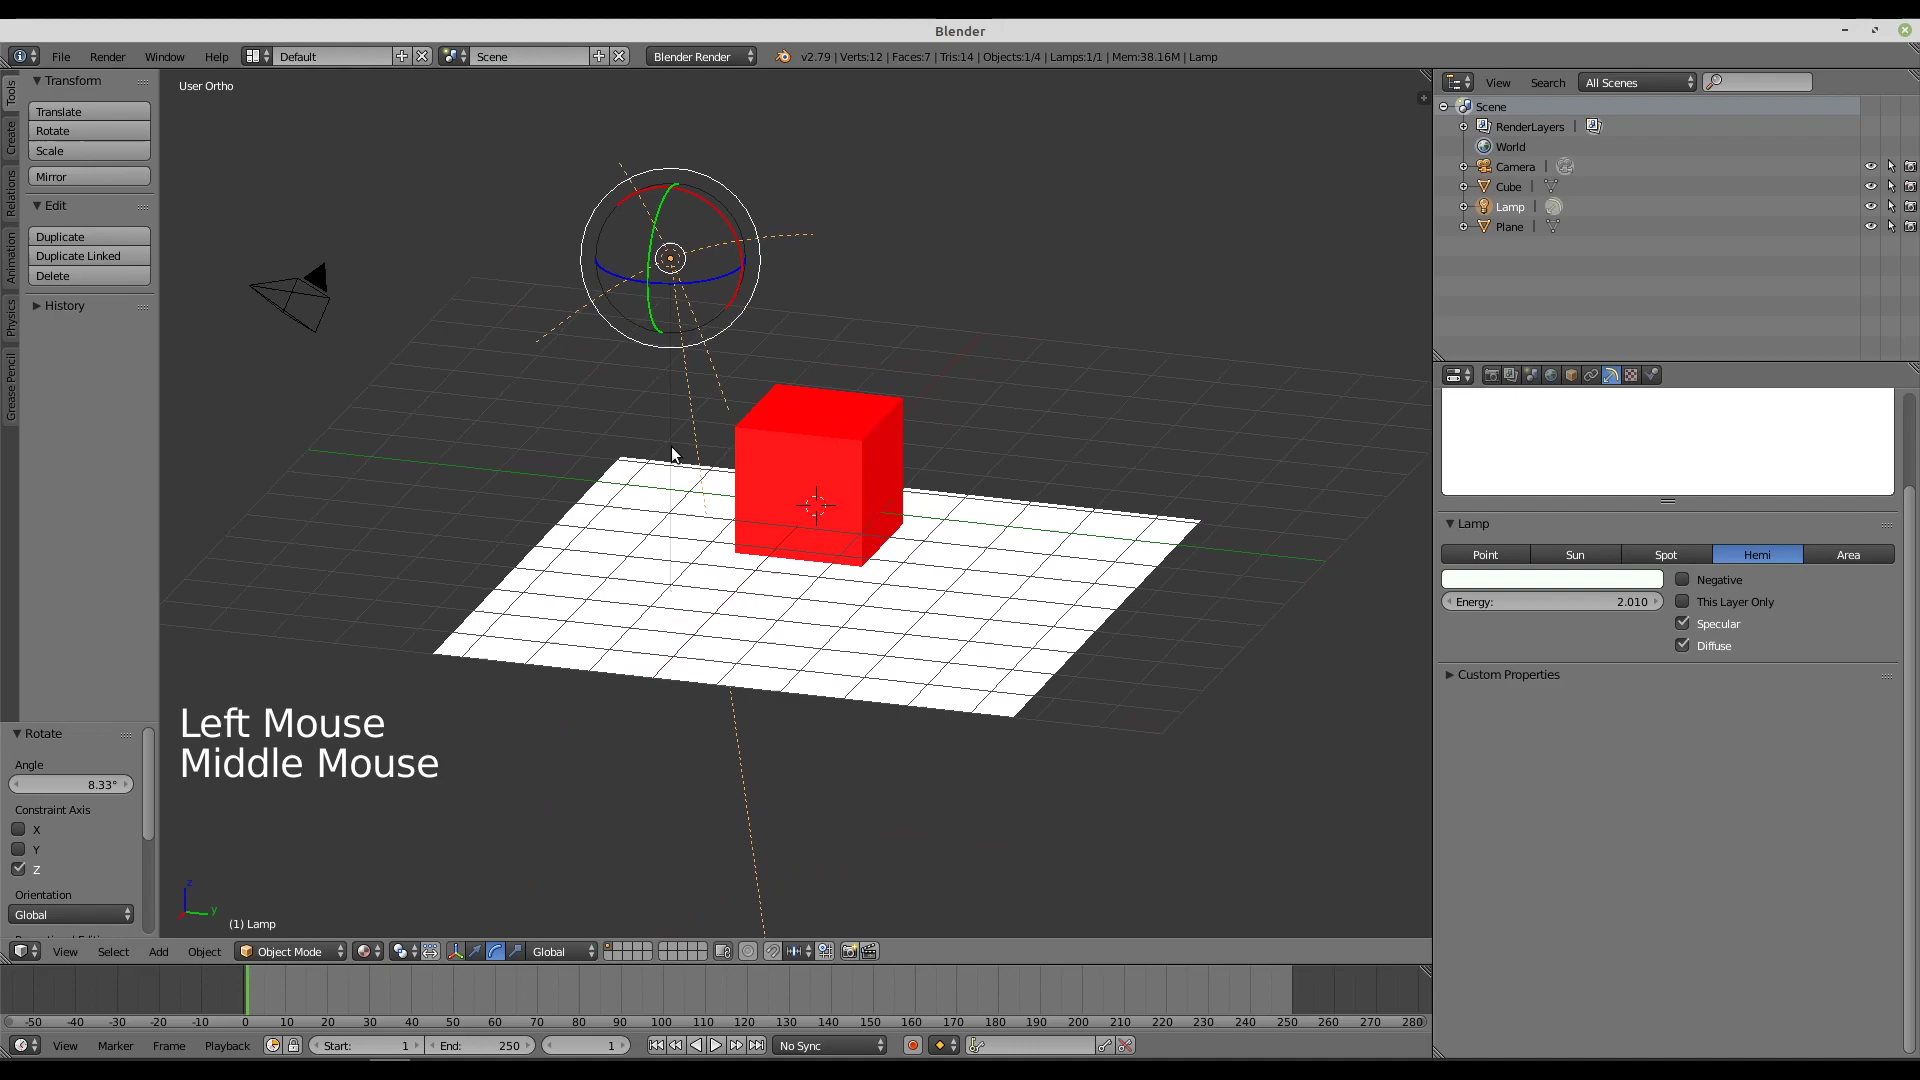 Blender
File Render Window Help Default Scene Blender Render v2.79 | Verts:12 | Faces:7 | Tris:14 | Objects:1/4 | Lamps:1/1 | Mem:38.16M | Lamp
Tools
Create
Relations
Animation
Physics
Grease Pencil
Transform
Translate
Rotate
Scale
Mirror
Edit
Duplicate
Duplicate Linked
Delete
History
User Ortho
Left Mouse
Middle Mouse
Rotate
Angle
8.33°
Constraint Axis
X
Y
Z
Orientation
Global
z
y
(1) Lamp
View Search All Scenes
Scene
RenderLayers |
World
Camera |
Cube |
Lamp |
Plane |
Lamp
Point Sun Spot Hemi Area
Negative
Energy: 2.010 This Layer Only
Specular
Diffuse
Custom Properties
View Select Add Object Object Mode Global
-50 -40 -30 -20 -10 0 10 20 30 40 50 60 70 80 90 100 110 120 130 140 150 160 170 180 190 200 210 220 230 240 250 260 270 280
View Marker Frame Playback Start: 1 End: 250 1 No Sync